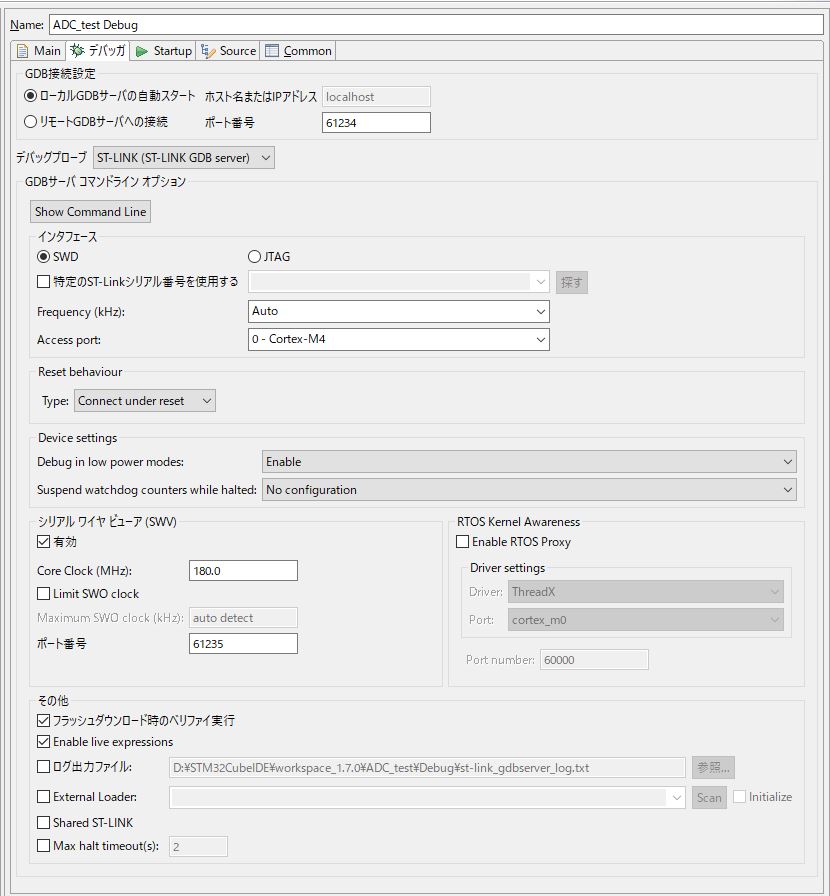 Name: ADC_test Debug
Main デバッガ Startup Source Common
GDB接続設定
ローカルGDBサーバの自動スタート ホスト名またはIPアドレス localhost
リモートGDBサーバへの接続 ポート番号 61234
デバッグプローブ ST-LINK (ST-LINK GDB server)
GDBサーバ コマンドライン オプション
Show Command Line
インタフェース
SWD JTAG
特定のST-Linkシリアル番号を使用する 探す
Frequency (kHz): Auto
Access port: 0 - Cortex-M4
Reset behaviour
Type: Connect under reset
Device settings
Debug in low power modes: Enable
Suspend watchdog counters while halted: No configuration
シリアル ワイヤ ビューア (SWV)
有効
Core Clock (MHz): 180.0
Limit SWO clock
Maximum SWO clock (kHz): auto detect
ポート番号 61235
RTOS Kernel Awareness
Enable RTOS Proxy
Driver settings
Driver: ThreadX
Port: cortex_m0
Port number: 60000
その他
フラッシュダウンロード時のベリファイ実行
Enable live expressions
ログ出力ファイル: D:¥STM32CubeIDE¥workspace_1.7.0¥ADC_test¥Debug¥st-link_gdbserver_log.txt 参照...
External Loader: Scan Initialize
Shared ST-LINK
Max halt timeout(s): 2